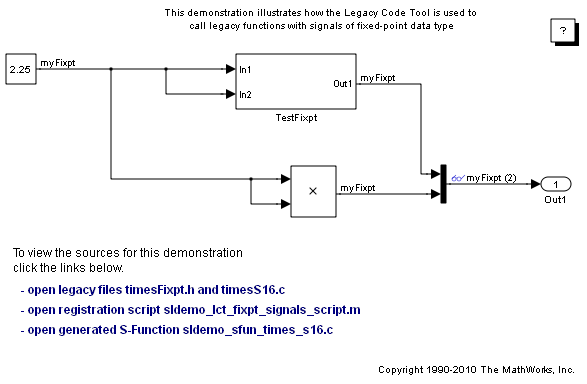 This demonstration illustrates how the Legacy Code Tool is used to
call legacy functions with signals of fixed-point data type
?
2.25
myFixpt
In1
In2
Out1
myFixpt
TestFixpt
×
myFixpt
myFixpt (2)
1
Out1
To view the sources for this demonstration
click the links below.
- open legacy files timesFixpt.h and timesS16.c
- open registration script sldemo_lct_fixpt_signals_script.m
- open generated S-Function sldemo_sfun_times_s16.c
Copyright 1990-2010 The MathWorks, Inc.